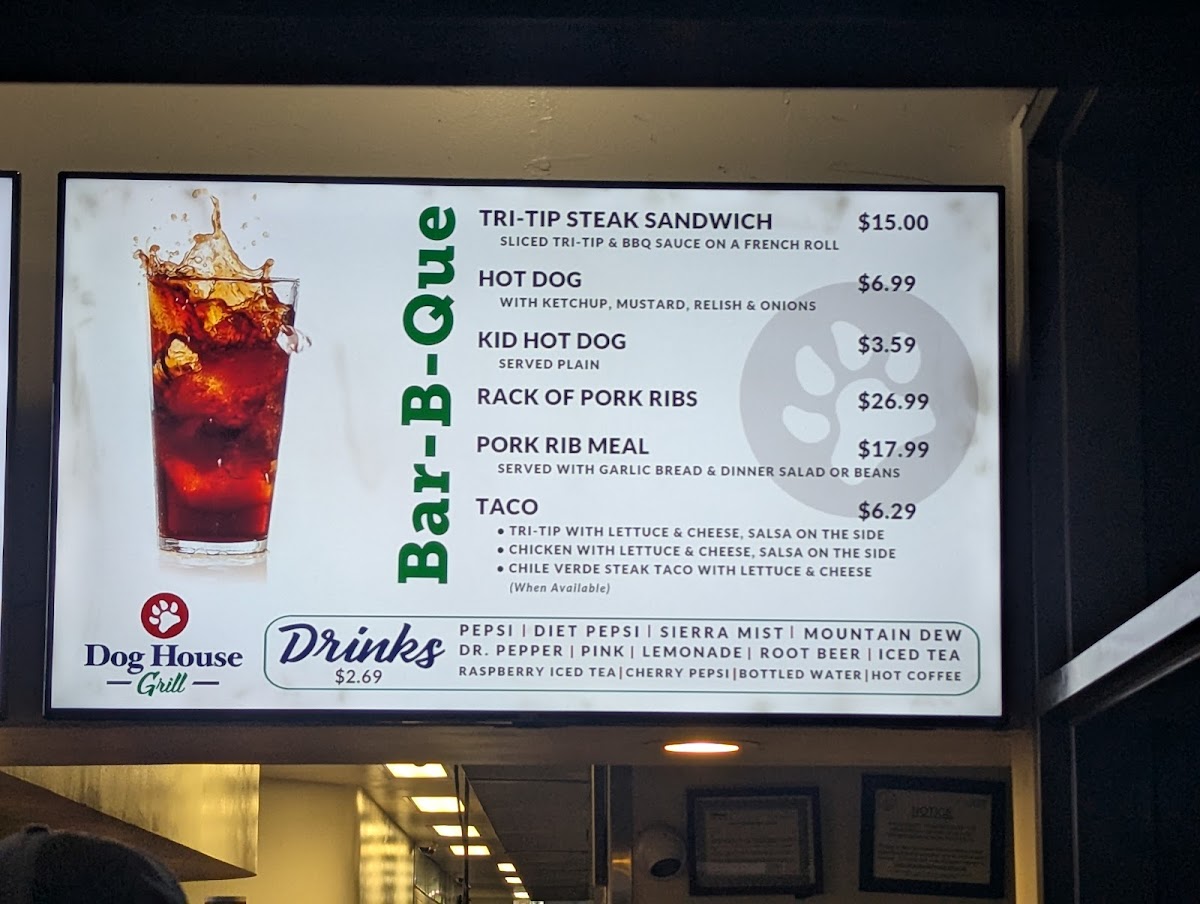 Bar-B-Que
TRI-TIP STEAK SANDWICH $15.00
SLICED TRI-TIP & BBQ SAUCE ON A FRENCH ROLL
HOT DOG $6.99
WITH KETCHUP, MUSTARD, RELISH & ONIONS
KID HOT DOG $3.59
SERVED PLAIN
RACK OF PORK RIBS $26.99
PORK RIB MEAL $17.99
SERVED WITH GARLIC BREAD & DINNER SALAD OR BEANS
TACO $6.29
• TRI-TIP WITH LETTUCE & CHEESE, SALSA ON THE SIDE
• CHICKEN WITH LETTUCE & CHEESE, SALSA ON THE SIDE
• CHILE VERDE STEAK TACO WITH LETTUCE & CHEESE
(When Available)
Dog House
Grill
Drinks
$2.69
PEPSI | DIET PEPSI | SIERRA MIST | MOUNTAIN DEW
DR. PEPPER | PINK | LEMONADE | ROOT BEER | ICED TEA
RASPBERRY ICED TEA|CHERRY PEPSI|BOTTLED WATER|HOT COFFEE
NOTICE